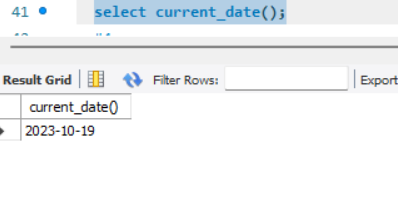 41 select current_date();
Result Grid Filter Rows: Export
current_date()
2023-10-19